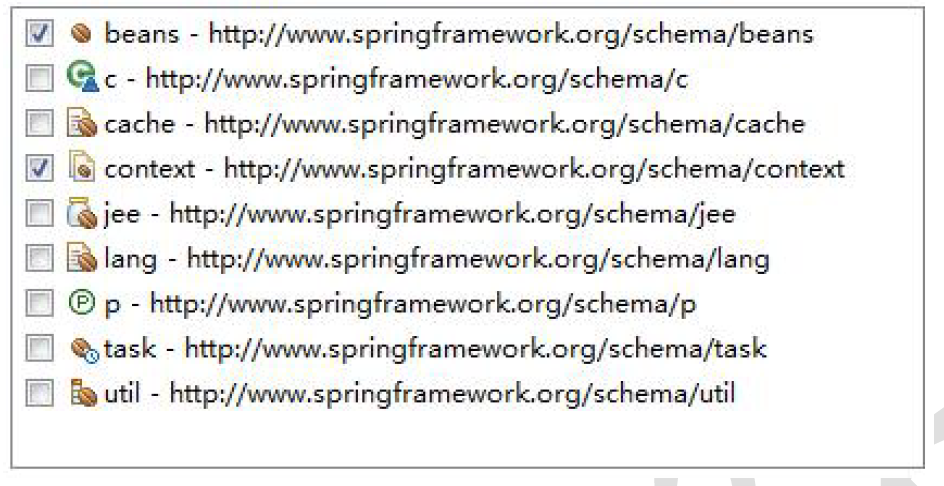 beans - http://www.springframework.org/schema/beans
c - http://www.springframework.org/schema/c
cache - http://www.springframework.org/schema/cache
context - http://www.springframework.org/schema/context
jee - http://www.springframework.org/schema/jee
lang - http://www.springframework.org/schema/lang
p - http://www.springframework.org/schema/p
task - http://www.springframework.org/schema/task
util - http://www.springframework.org/schema/util